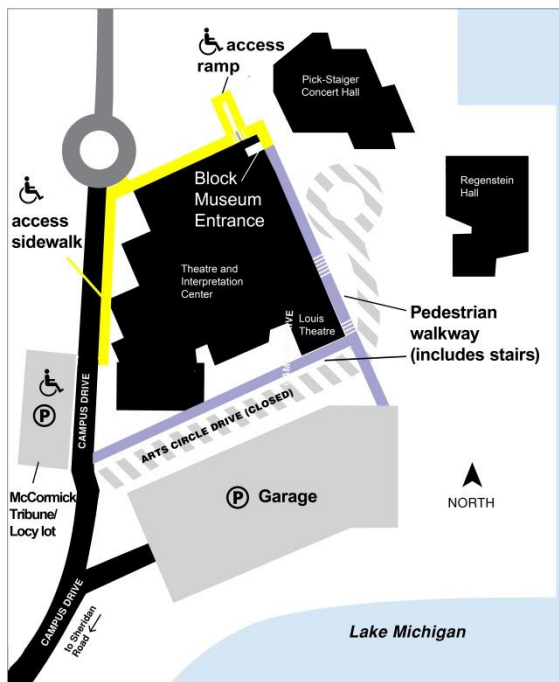 access
ramp
Pick-Staiger
Concert Hall
Block
Museum
Entrance
Regenstein
Hall
access
sidewalk
Theatre and
Interpretation
Center
Louis
Theatre
Pedestrian
walkway
(includes stairs)
CAMPUS DRIVE
ARTS CIRCLE DRIVE (CLOSED)
P
McCormick
Tribune/
Locy lot
P Garage
NORTH
CAMPUS DRIVE
to Sheridan
Road
Lake Michigan